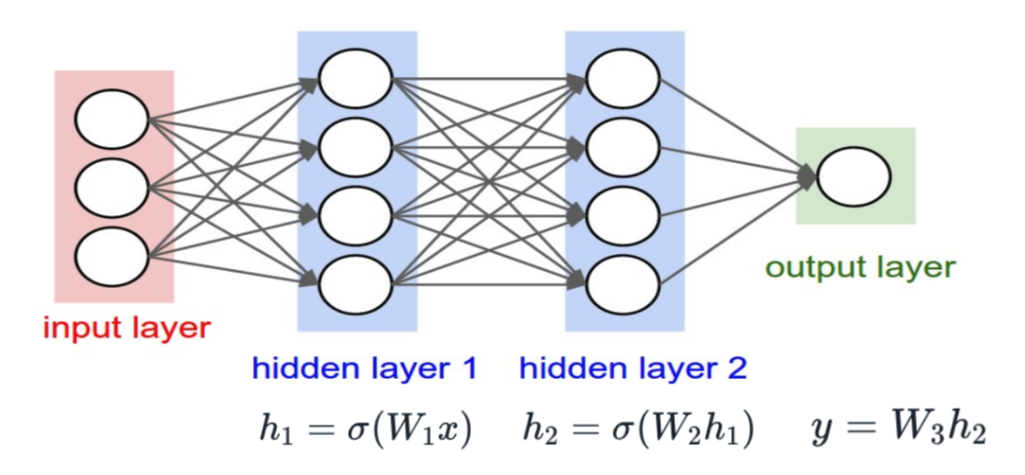 output layer
input layer
hidden layer 1 hidden layer 2
h₁ = σ(W₁x) h₂ = σ(W₂h₁) y = W₃h₂